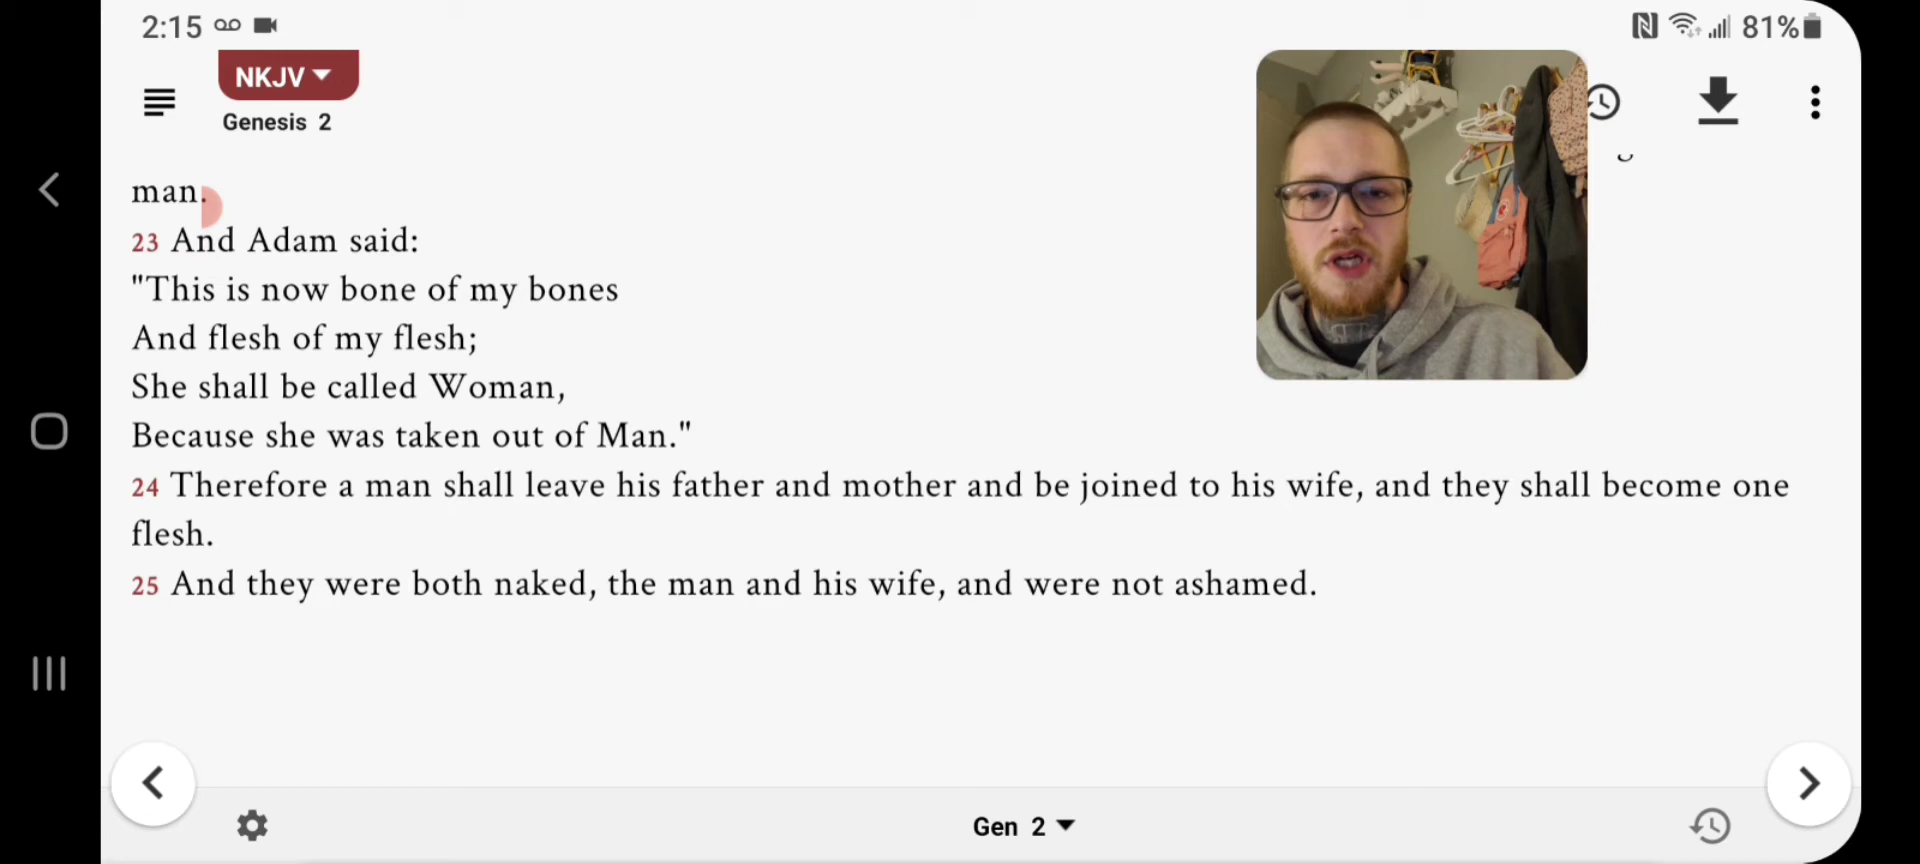 2:15 81%
NKJV
Genesis 2
man.
23 And Adam said:
"This is now bone of my bones
And flesh of my flesh;
She shall be called Woman,
Because she was taken out of Man."
24 Therefore a man shall leave his father and mother and be joined to his wife, and they shall become one
flesh.
25 And they were both naked, the man and his wife, and were not ashamed.
Gen 2